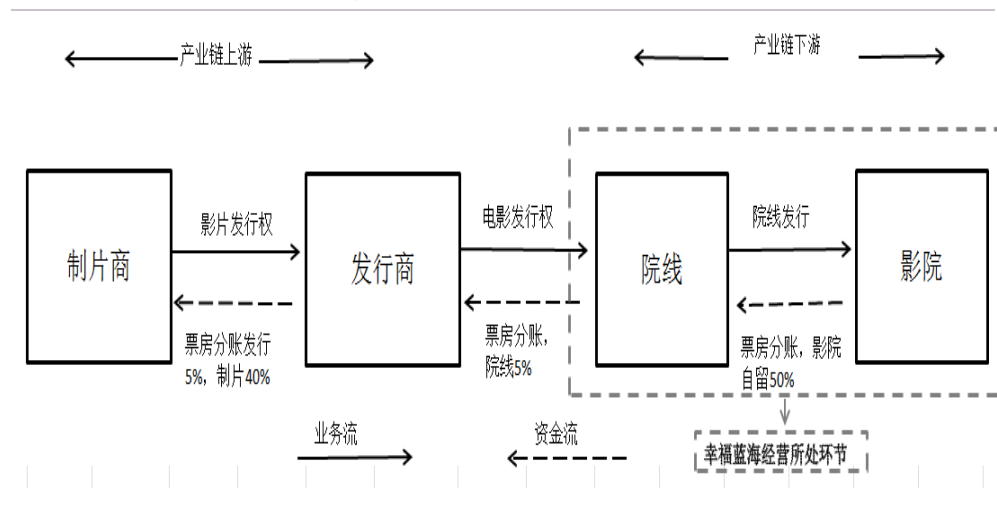 产业链上游
产业链下游
影片发行权
电影发行权
院线发行
制片商
发行商
院线
影院
票房分账发行
5%，制片40%
票房分账，
院线5%
票房分账，影院
自留50%
业务流
资金流
幸福蓝海经营所处环节